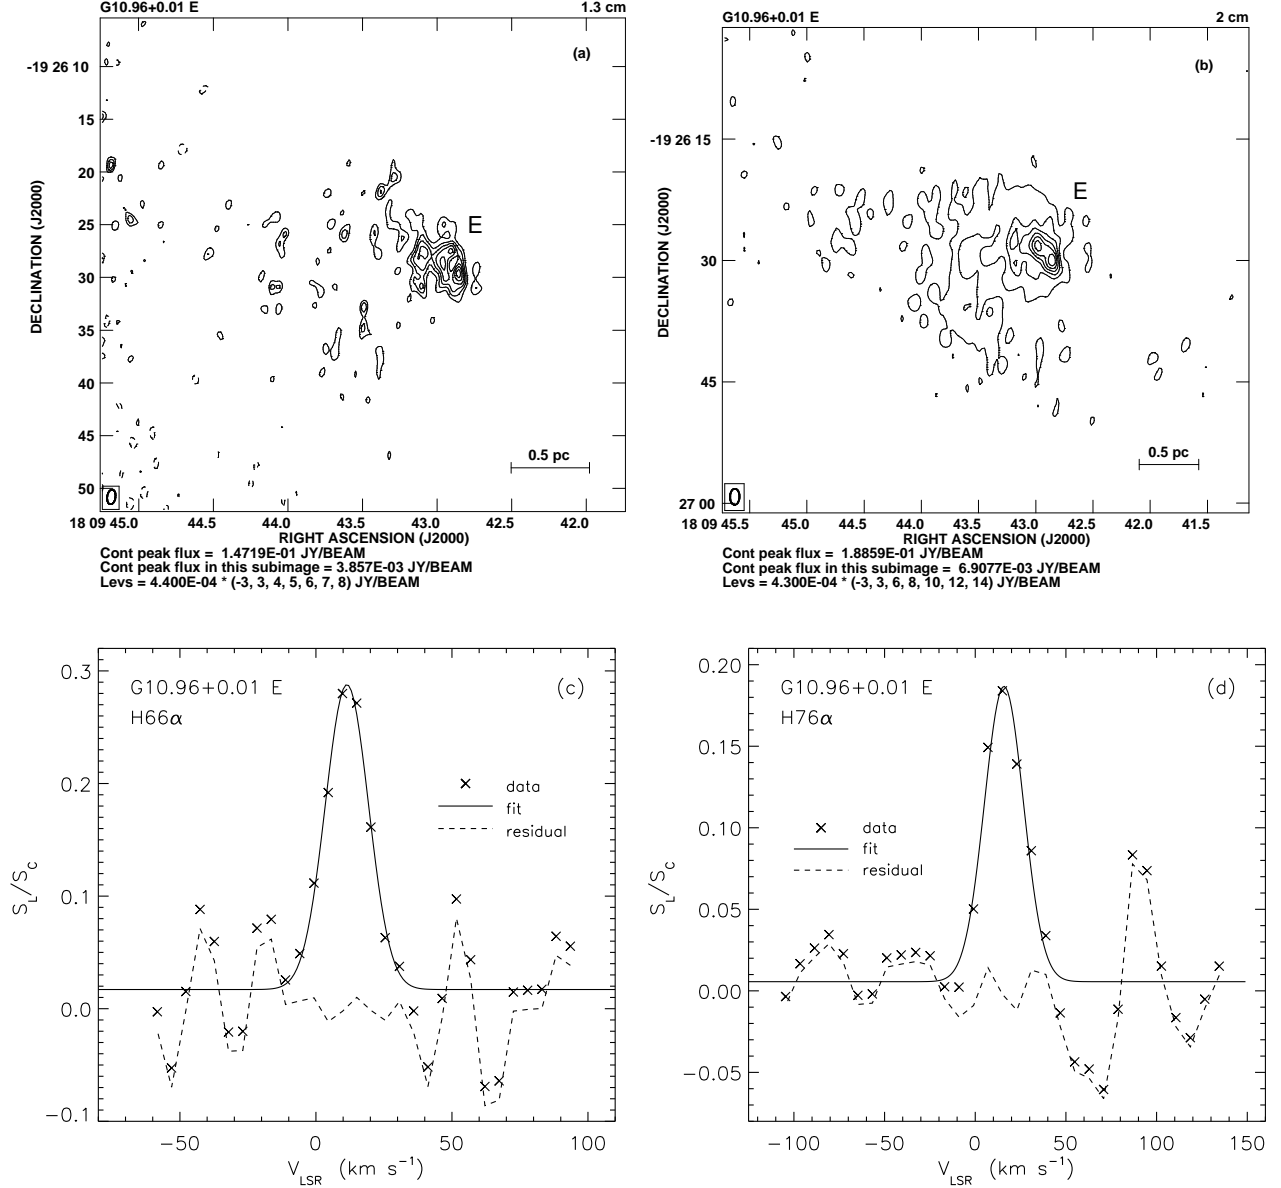 G10.96+0.01 E 1.3 cm
(a)
E
DECLINATION (J2000)
-19 26 10
15
20
25
30
35
40
45
50
0.5 pc
18 09 45.0 44.5 44.0 43.5 43.0 42.5 42.0
RIGHT ASCENSION (J2000)
Cont peak flux = 1.4719E-01 JY/BEAM
Cont peak flux in this subimage = 3.857E-03 JY/BEAM
Levs = 4.400E-04 * (-3, 3, 4, 5, 6, 7, 8) JY/BEAM
G10.96+0.01 E 2 cm
(b)
E
DECLINATION (J2000)
-19 26 15
30
45
27 00
0.5 pc
18 09 45.5 45.0 44.5 44.0 43.5 43.0 42.5 42.0 41.5
RIGHT ASCENSION (J2000)
Cont peak flux = 1.8859E-01 JY/BEAM
Cont peak flux in this subimage = 6.9077E-03 JY/BEAM
Levs = 4.300E-04 * (-3, 3, 6, 8, 10, 12, 14) JY/BEAM
G10.96+0.01 E (c)
H66α
data
fit
residual
S_L/S_C
0.3
0.2
0.1
0.0
-0.1
-50 0 50 100
V_LSR (km s⁻¹)
G10.96+0.01 E (d)
H76α
data
fit
residual
S_L/S_C
0.20
0.15
0.10
0.05
0.00
-0.05
-100 -50 0 50 100 150
V_LSR (km s⁻¹)